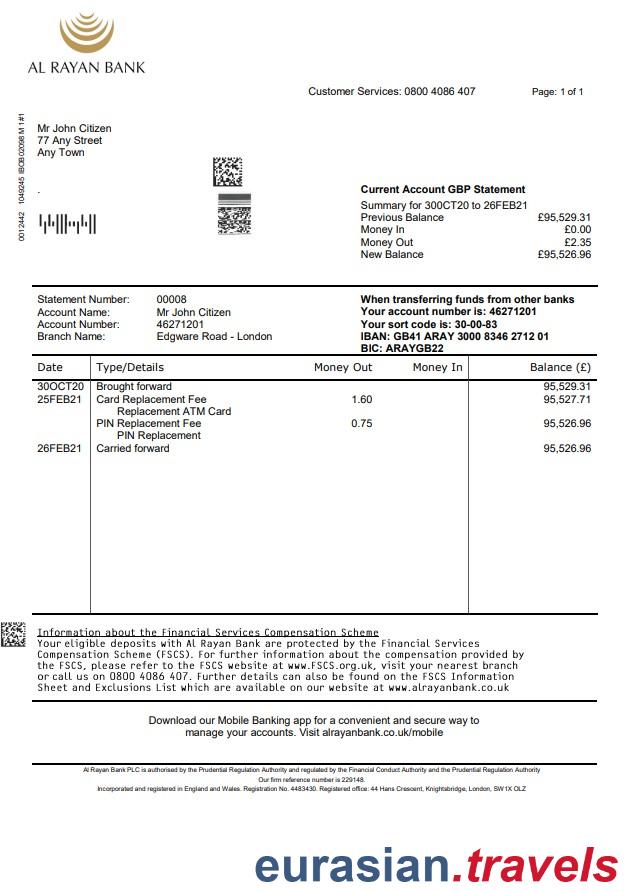 AL RAYAN BANK
Customer Services: 0800 4086 407 Page: 1 of 1
0012442 1049245 IBOB02098 M 1#1
Mr John Citizen
77 Any Street
Any Town
.
Current Account GBP Statement
Summary for 300CT20 to 26FEB21
Previous Balance £95,529.31
Money In £0.00
Money Out £2.35
New Balance £95,526.96
Statement Number: 00008
Account Name: Mr John Citizen
Account Number: 46271201
Branch Name: Edgware Road - London
When transferring funds from other banks
Your account number is: 46271201
Your sort code is: 30-00-83
IBAN: GB41 ARAY 3000 8346 2712 01
BIC: ARAYGB22
Date Type/Details Money Out Money In Balance (£)
30OCT20 Brought forward 95,529.31
25FEB21 Card Replacement Fee 1.60 95,527.71
Replacement ATM Card
PIN Replacement Fee 0.75 95,526.96
PIN Replacement
26FEB21 Carried forward 95,526.96
Information about the Financial Services Compensation Scheme
Your eligible deposits with Al Rayan Bank are protected by the Financial Services
Compensation Scheme (FSCS). For further information about the compensation provided by
the FSCS, please refer to the FSCS website at www.FSCS.org.uk, visit your nearest branch
or call us on 0800 4086 407. Further details can also be found on the FSCS Information
Sheet and Exclusions List which are available on our website at www.alrayanbank.co.uk
Download our Mobile Banking app for a convenient and secure way to
manage your accounts. Visit alrayanbank.co.uk/mobile
Al Rayan Bank PLC is authorised by the Prudential Regulation Authority and regulated by the Financial Conduct Authority and the Prudential Regulation Authority
Our firm reference number is 229148.
Incorporated and registered in England and Wales. Registration No. 4483430. Registered office: 44 Hans Crescent, Knightsbridge, London, SW1X OLZ
eurasian.travels